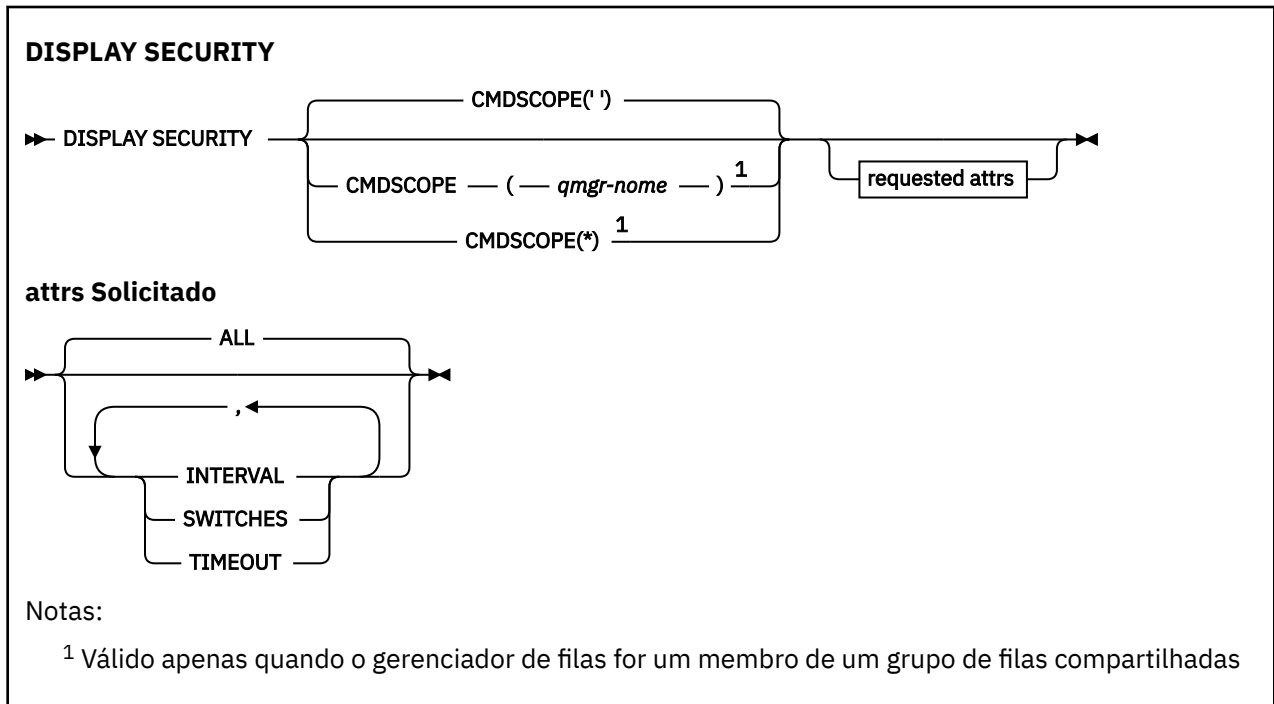 DISPLAY SECURITY
CMDSCOPE(' ')
DISPLAY SECURITY
CMDSCOPE ( qmgr-nome ) 1
requested attrs
CMDSCOPE(*) 1
attrs Solicitado
ALL
,
INTERVAL
SWITCHES
TIMEOUT
Notas:
1 Válido apenas quando o gerenciador de filas for um membro de um grupo de filas compartilhadas